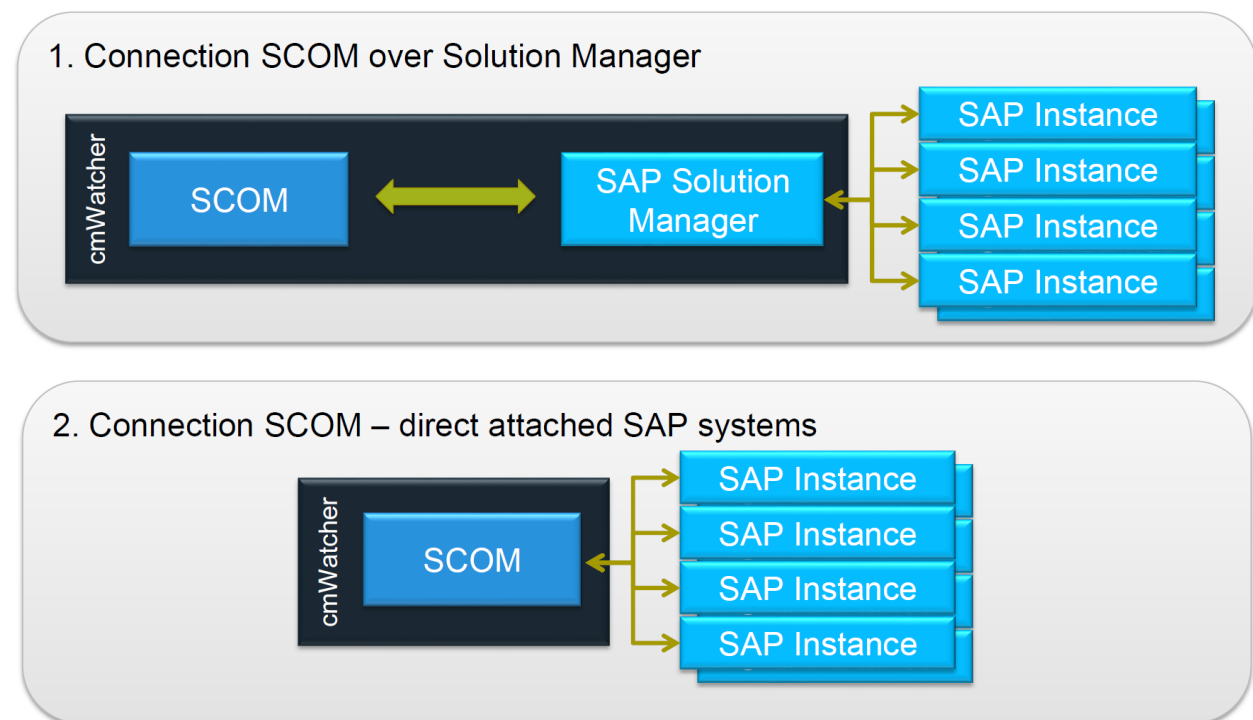 1. Connection SCOM over Solution Manager
cmWatcher
SCOM
SAP Solution
Manager
SAP Instance
SAP Instance
SAP Instance
SAP Instance
2. Connection SCOM – direct attached SAP systems
cmWatcher
SCOM
SAP Instance
SAP Instance
SAP Instance
SAP Instance